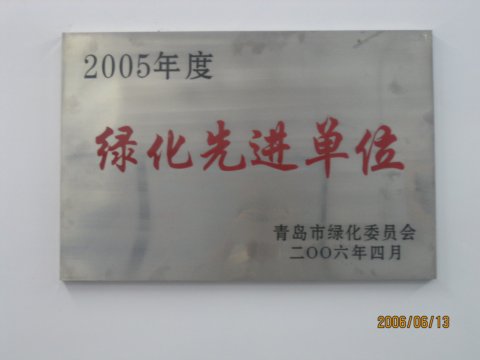 2005年度
绿化先进单位
青岛市绿化委员会
二OO六年四月
2006/06/13